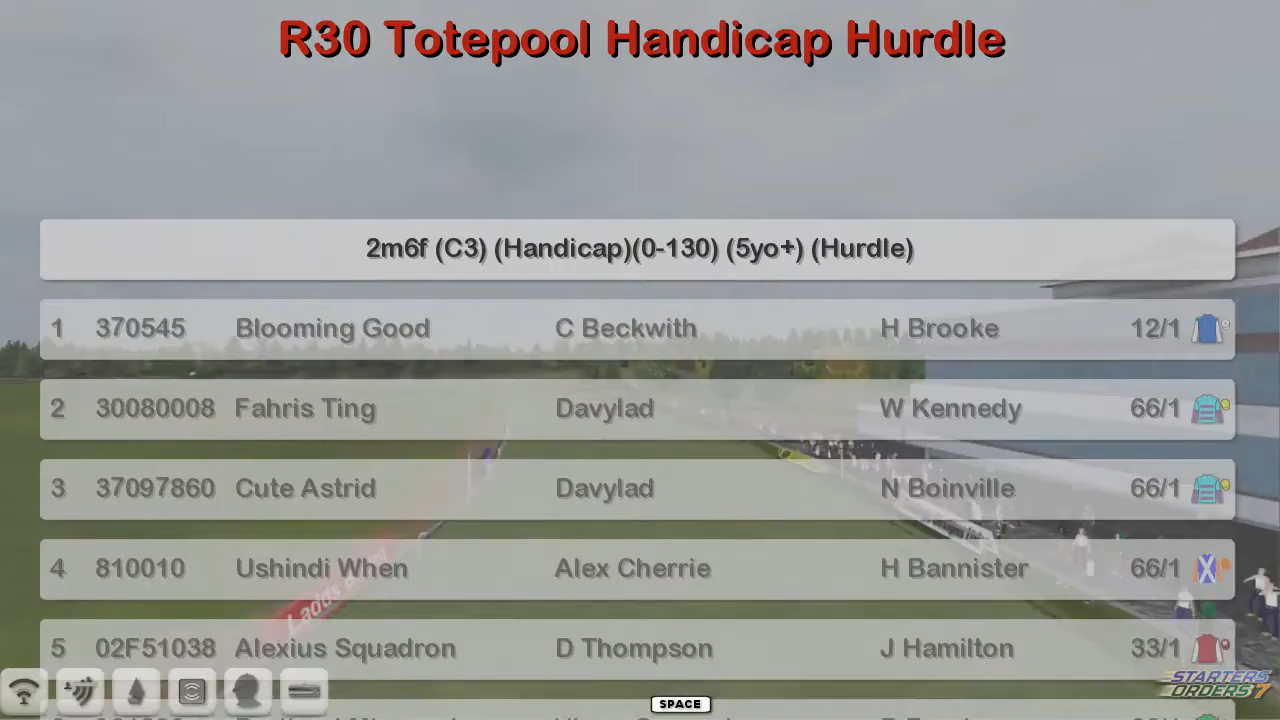 R30 Totepool Handicap Hurdle
2m6f (C3) (Handicap)(0-130) (5yo+) (Hurdle)
1 370545 Blooming Good C Beckwith H Brooke 12/1
2 30080008 Fahris Ting Davylad W Kennedy 66/1
3 37097860 Cute Astrid Davylad N Boinville 66/1
4 810010 Ushindi When Alex Cherrie H Bannister 66/1
5 02F51038 Alexius Squadron D Thompson J Hamilton 33/1
SPACE
STARTERS
ORDERS 7